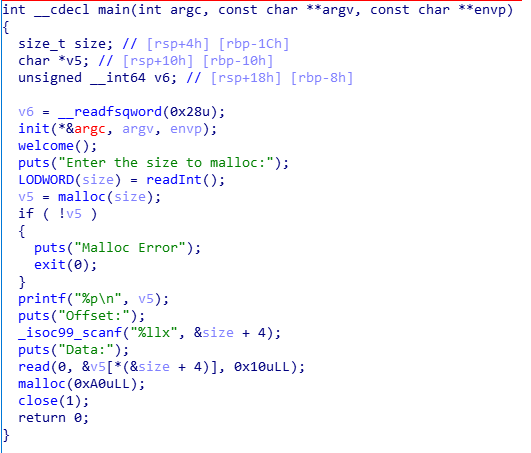 int __cdecl main(int argc, const char **argv, const char **envp)
{
  size_t size; // [rsp+4h] [rbp-1Ch]
  char *v5; // [rsp+10h] [rbp-10h]
  unsigned __int64 v6; // [rsp+18h] [rbp-8h]

  v6 = __readfsqword(0x28u);
  init(*&argc, argv, envp);
  welcome();
  puts("Enter the size to malloc:");
  LODWORD(size) = readInt();
  v5 = malloc(size);
  if ( !v5 )
  {
    puts("Malloc Error");
    exit(0);
  }
  printf("%p\n", v5);
  puts("Offset:");
  _isoc99_scanf("%llx", &size + 4);
  puts("Data:");
  read(0, &v5[*(&size + 4)], 0x10uLL);
  malloc(0xA0uLL);
  close(1);
  return 0;
}